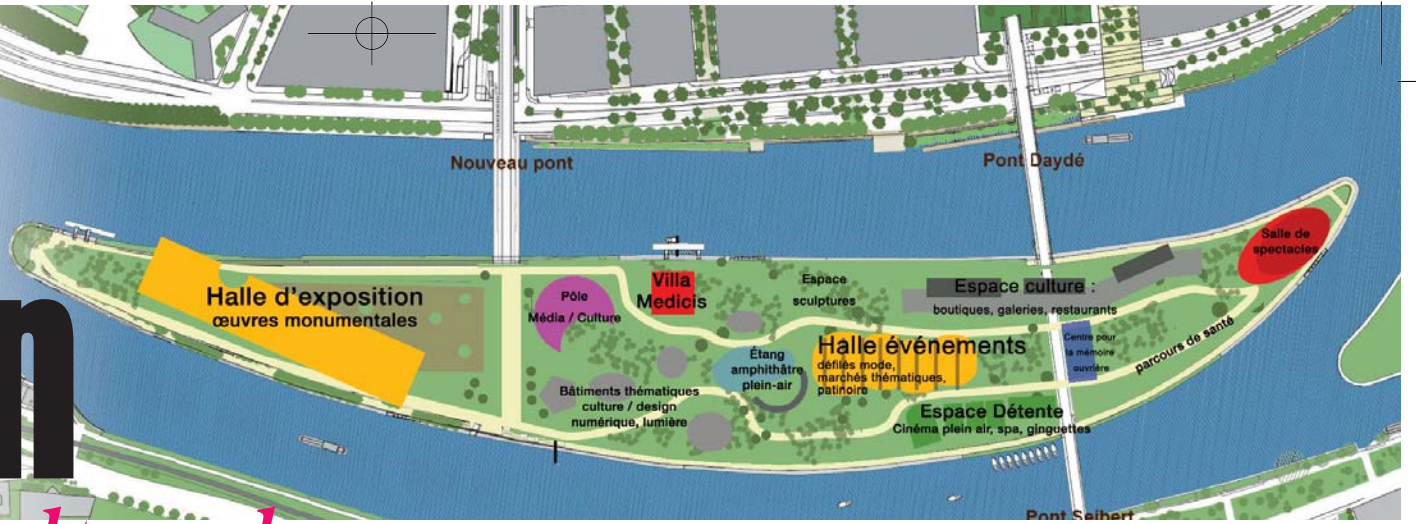 Nouveau pont
Pont Daydé
Salle de
spectacles
Halle d'exposition
œuvres monumentales
Pôle
Média / Culture
Villa
Medicis
Espace
sculptures
Espace culture :
boutiques, galeries, restaurants
Étang
amphithâtre
plein-air
Halle événements
défilés mode,
marchés thématiques,
patinoire
Centre pour
la mémoire
ouvrière
parcours de santé
Bâtiments thématiques
culture / design
numérique, lumière
Espace Détente
Cinéma plein air, spa, ginguettes
n
Pont Seibert